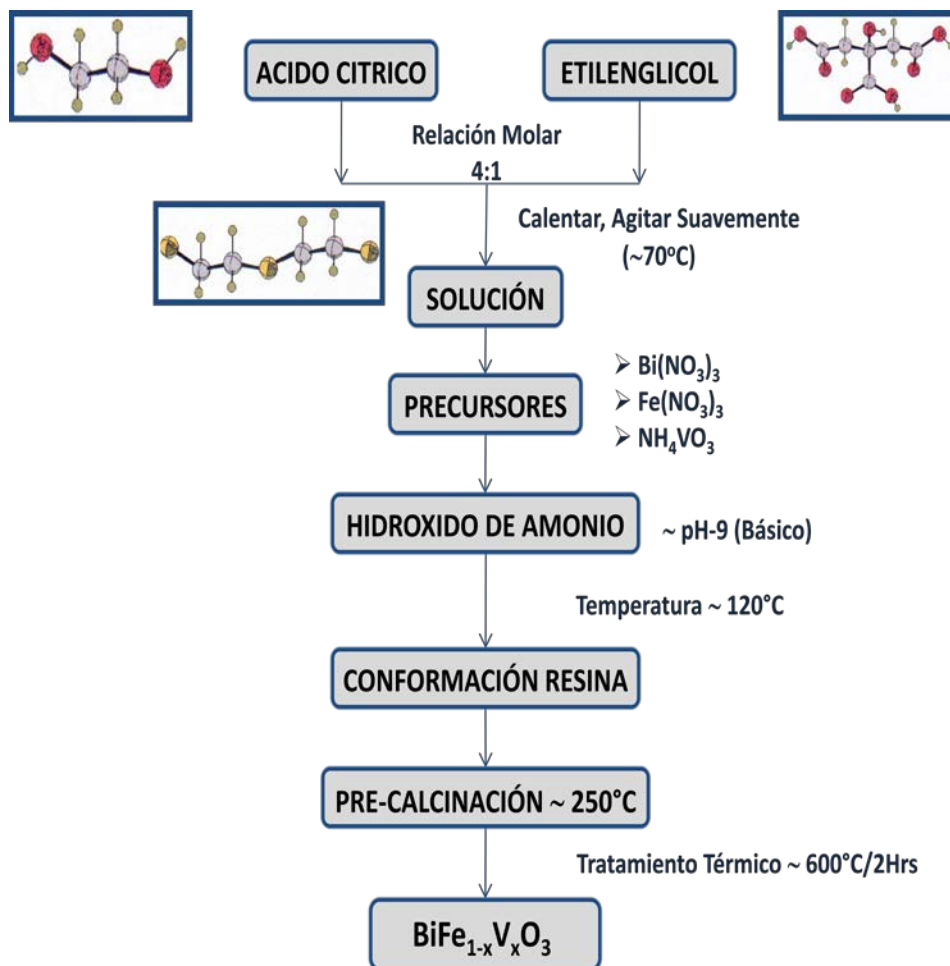 ACIDO CITRICO
ETILENGLICOL
Relación Molar
4:1
Calentar, Agitar Suavemente
(~70ºC)
SOLUCIÓN
PRECURSORES
➢ Bi(NO₃)₃
➢ Fe(NO₃)₃
➢ NH₄VO₃
HIDROXIDO DE AMONIO
~ pH-9 (Básico)
Temperatura ~ 120°C
CONFORMACIÓN RESINA
PRE-CALCINACIÓN ~ 250°C
Tratamiento Térmico ~ 600°C/2Hrs
BiFe₁₋ₓVₓO₃